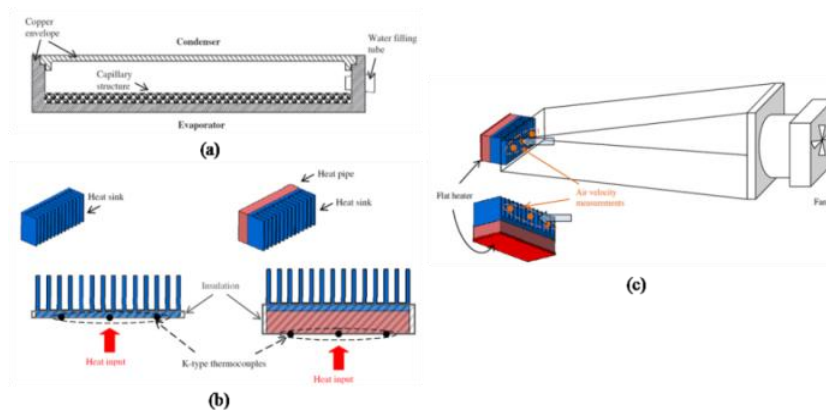 Copper
envelope
Condenser
Water filling
tube
Capillary
structure
Evaporator
(a)
Heat pipe
Heat sink
Heat sink
Insulation
K-type thermocouples
Heat input
Heat input
(b)
Air velocity
measurements
Flat heater
Fan
(c)